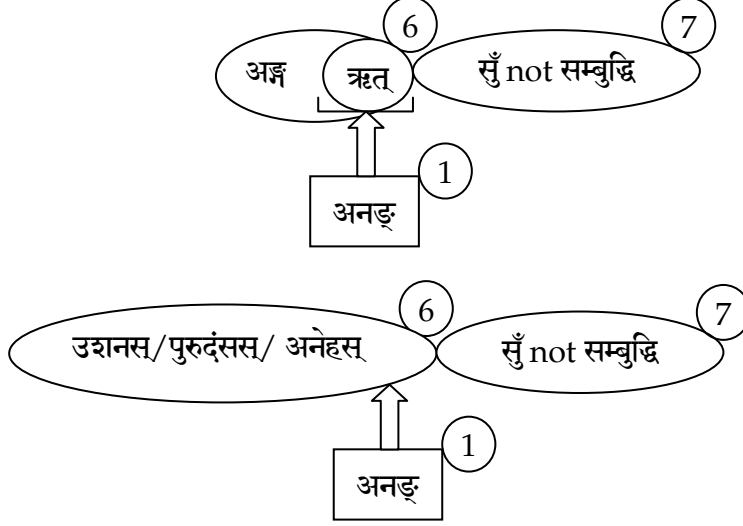 6 7
अङ्ग ऋत् सुँ not सम्बुद्धि
1
अनङ्
6 7
उशनस्/पुरुदंसस्/ अनेहस् सुँ not सम्बुद्धि
1
अनङ्